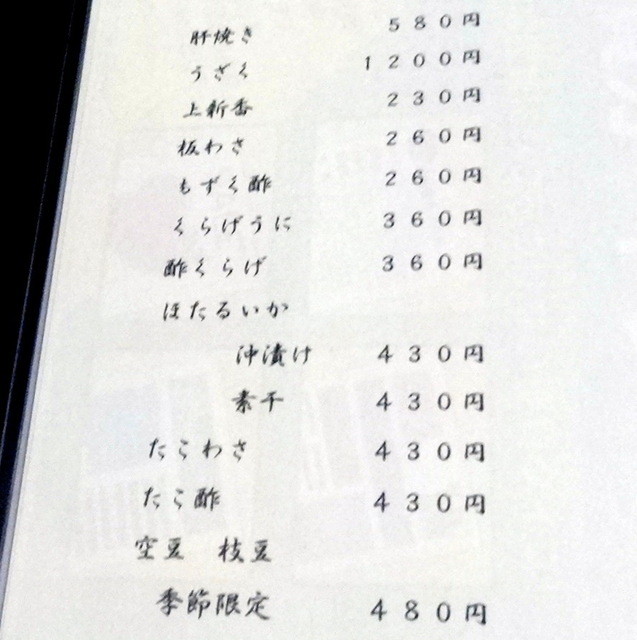 肝焼き ５８０円
うざく １２００円
上新香 ２３０円
板わさ ２６０円
もずく酢 ２６０円
くらげうに ３６０円
酢くらげ ３６０円
ほたるいか
沖漬け ４３０円
素干 ４３０円
たこわさ ４３０円
たこ酢 ４３０円
空豆　枝豆
季節限定 ４８０円